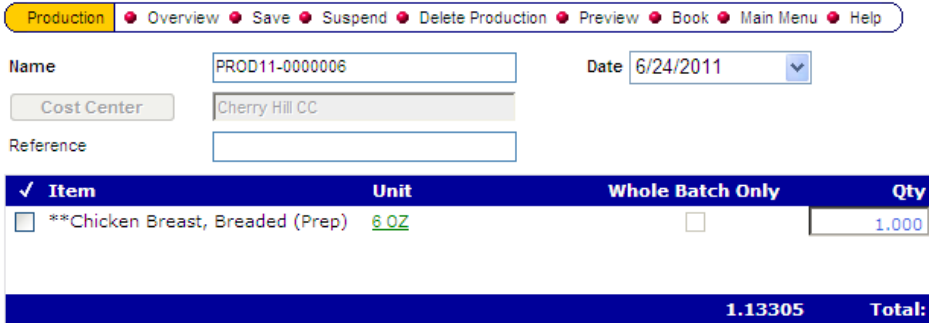 Production Overview Save Suspend Delete Production Preview Book Main Menu Help
Name PROD11-0000006 Date 6/24/2011
Cost Center Cherry Hill CC
Reference
✓ Item Unit Whole Batch Only Qty
**Chicken Breast, Breaded (Prep) 6 OZ 1.000
1.13305 Total: